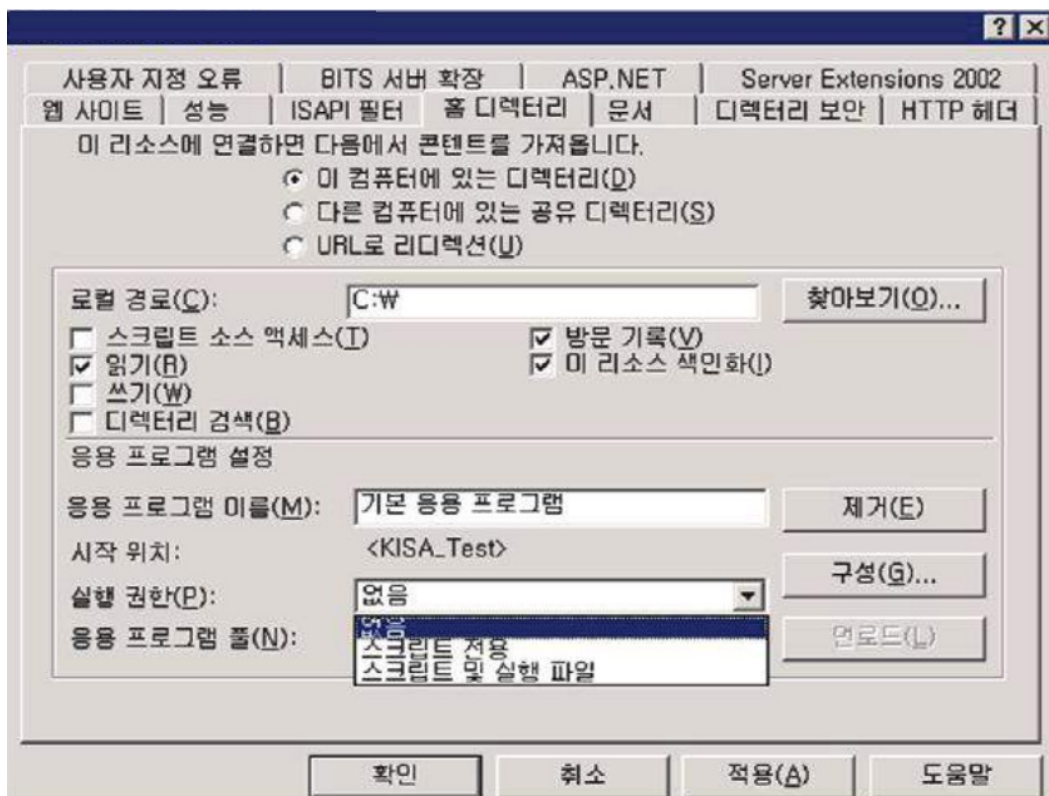 사용자 지정 오류 BITS 서버 확장 ASP.NET Server Extensions 2002
웹 사이트 성능 ISAPI 필터 홈 디렉터리 문서 디렉터리 보안 HTTP 헤더
이 리소스에 연결하면 다음에서 콘텐트를 가져옵니다.
이 컴퓨터에 있는 디렉터리(D)
다른 컴퓨터에 있는 공유 디렉터리(S)
URL로 리디렉션(U)
로컬 경로(C): C:₩ 찾아보기(O)...
스크립트 소스 액세스(T) 방문 기록(V)
읽기(R) 이 리소스 색인화(I)
쓰기(W)
디렉터리 검색(B)
응용 프로그램 설정
응용 프로그램 이름(M): 기본 응용 프로그램 제거(E)
시작 위치: <KISA_Test>
구성(G)...
실행 권한(P): 없음
없음
응용 프로그램 풀(N): 스크립트 전용 언로드(L)
스크립트 및 실행 파일
확인 취소 적용(A) 도움말